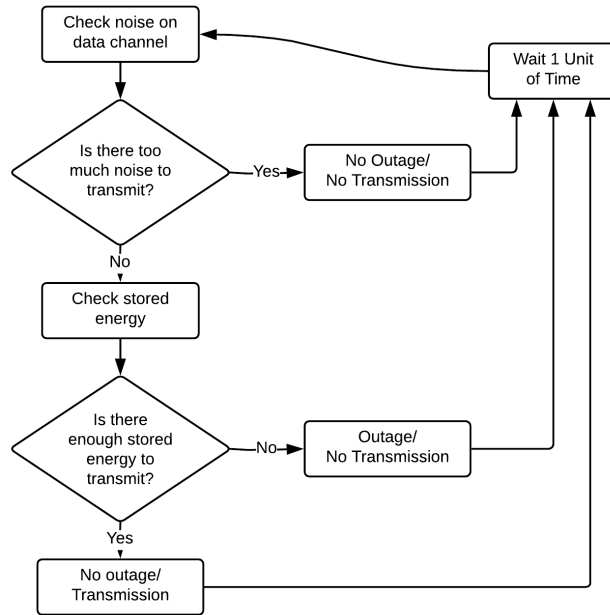 Check noise on
data channel
Wait 1 Unit
of Time
Is there too
much noise to
transmit?
Yes
No Outage/
No Transmission
No
Check stored
energy
Is there
enough stored
energy to
transmit?
No
Outage/
No Transmission
Yes
No outage/
Transmission